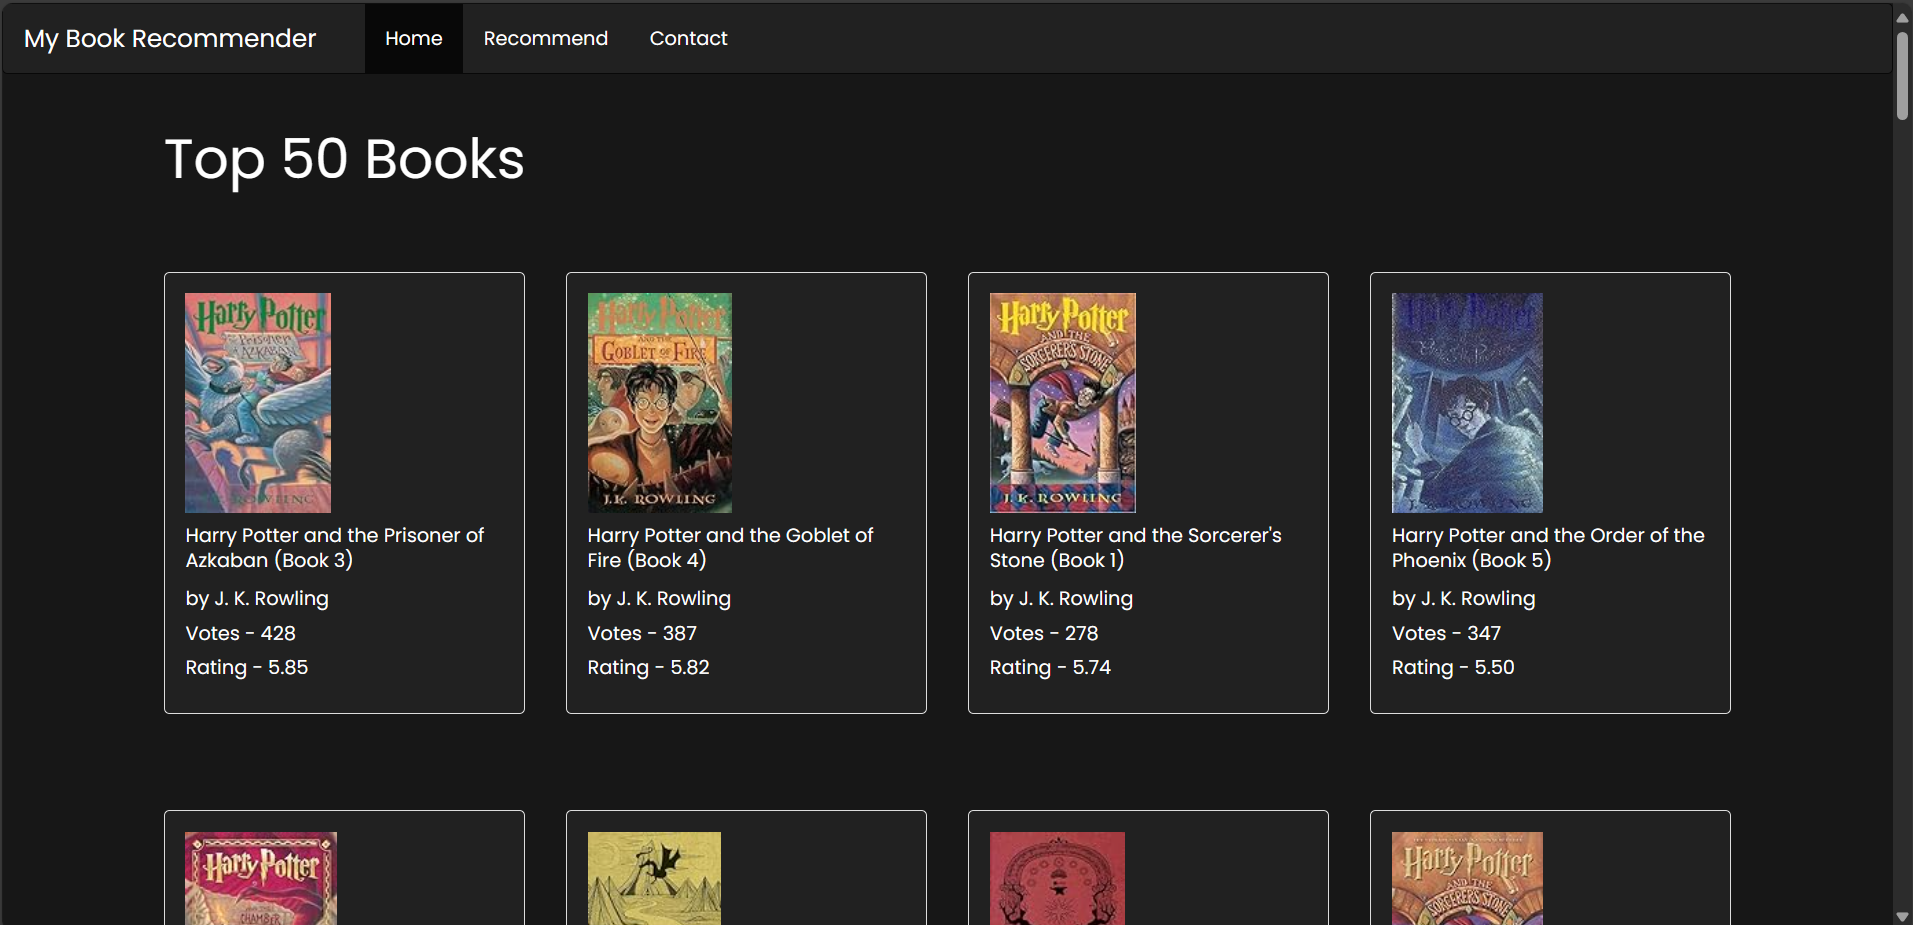 My Book Recommender
Home
Recommend
Contact
Top 50 Books
Harry Potter
Prisoner
of
AZKABAN
J.K. ROWLING
Harry Potter and the Prisoner of
Azkaban (Book 3)
by J. K. Rowling
Votes - 428
Rating - 5.85
Harry Potter
AND THE
GOBLET OF FIRE
J.K. ROWLING
Harry Potter and the Goblet of
Fire (Book 4)
by J. K. Rowling
Votes - 387
Rating - 5.82
Harry Potter
AND THE
SORCERER'S STONE
J. K. ROWLING
Harry Potter and the Sorcerer's
Stone (Book 1)
by J. K. Rowling
Votes - 278
Rating - 5.74
Harry Potter
J. K. ROWLING
Harry Potter and the Order of the
Phoenix (Book 5)
by J. K. Rowling
Votes - 347
Rating - 5.50
Harry Potter
CHAMBER
Harry Potter
AND THE
SORCERER'S STONE